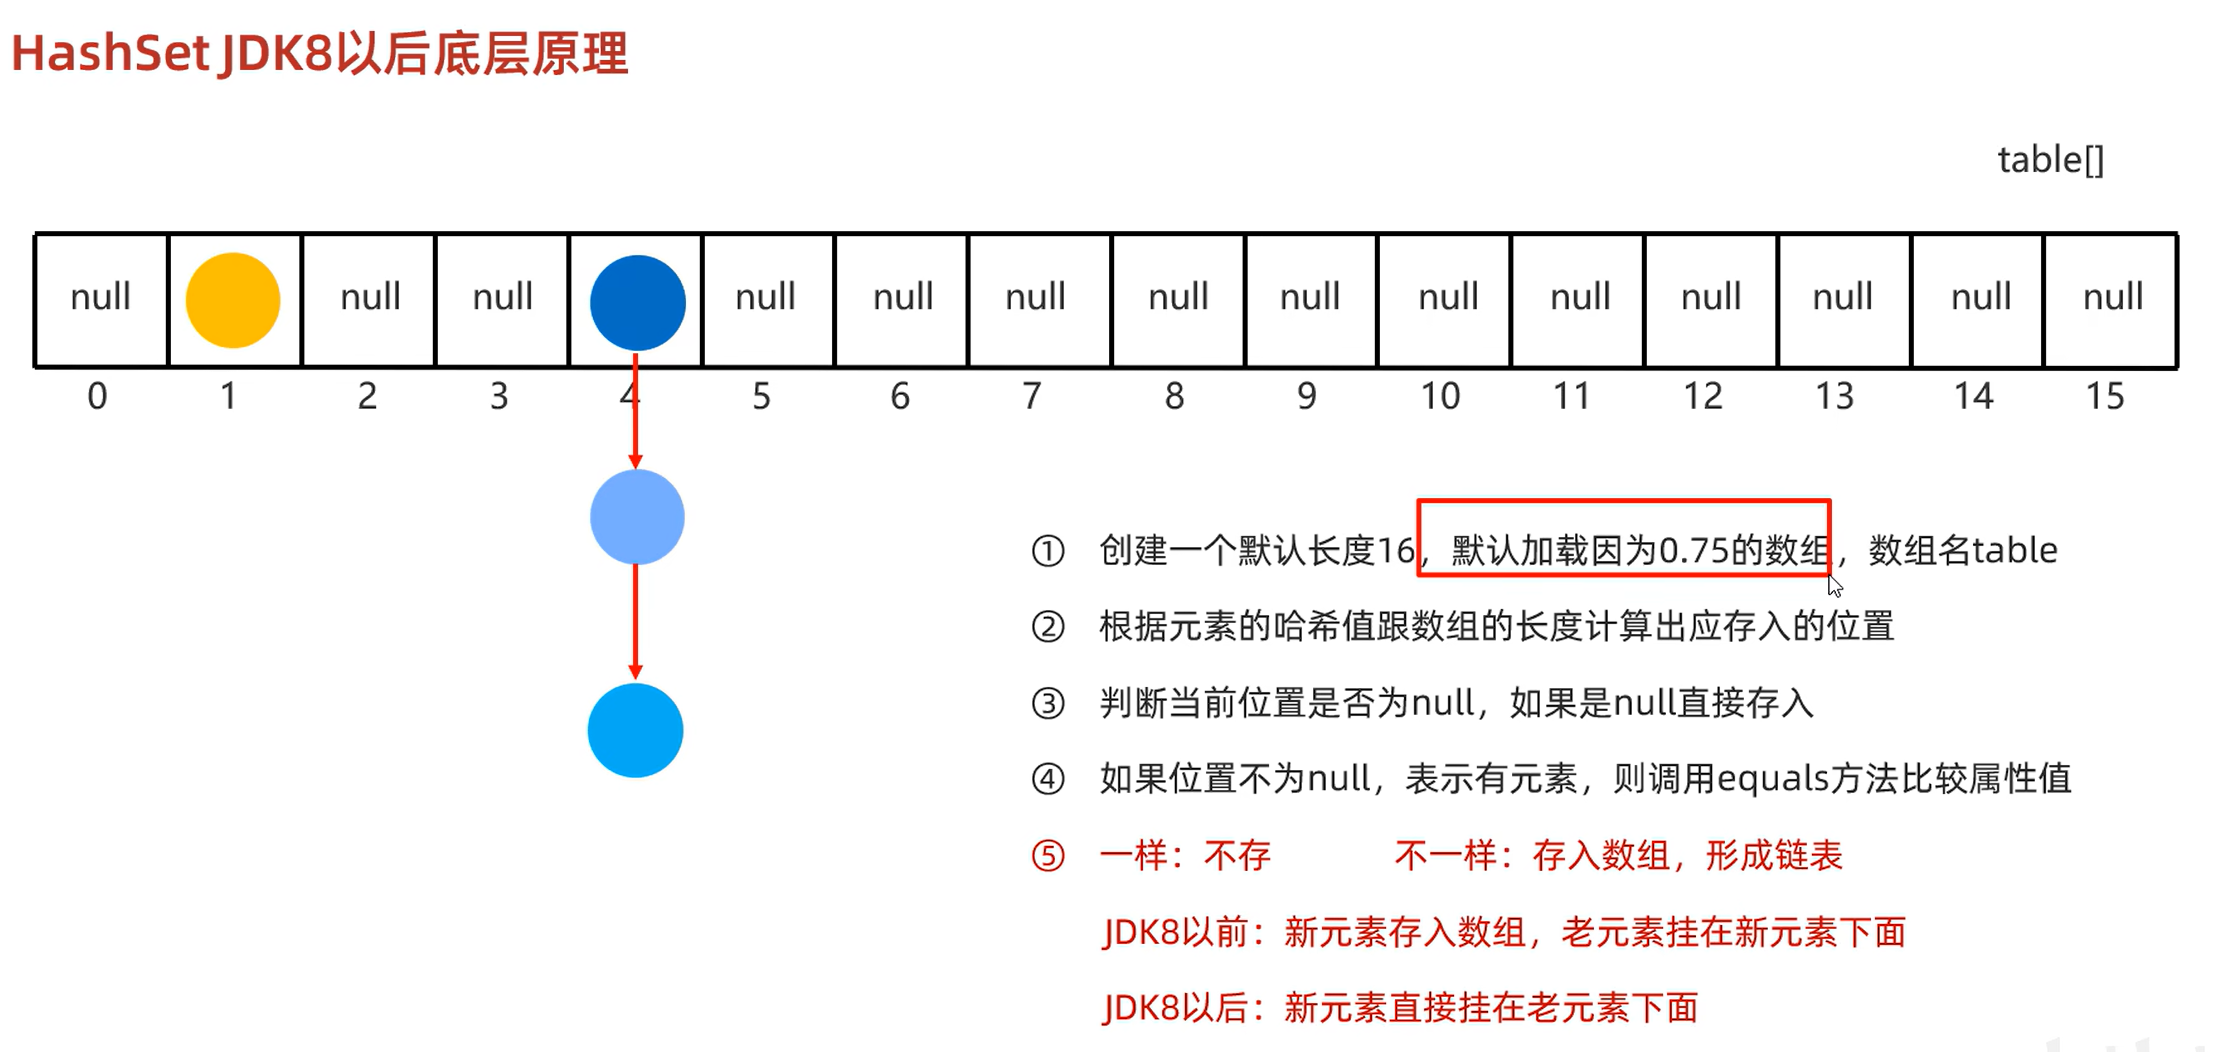 HashSet JDK8以后底层原理
table[]
null null null null null null null null null null null null null null
0 1 2 3 4 5 6 7 8 9 10 11 12 13 14 15
① 创建一个默认长度16，默认加载因为0.75的数组，数组名table
② 根据元素的哈希值跟数组的长度计算出应存入的位置
③ 判断当前位置是否为null，如果是null直接存入
④ 如果位置不为null，表示有元素，则调用equals方法比较属性值
⑤ 一样：不存 不一样：存入数组，形成链表
JDK8以前：新元素存入数组，老元素挂在新元素下面
JDK8以后：新元素直接挂在老元素下面